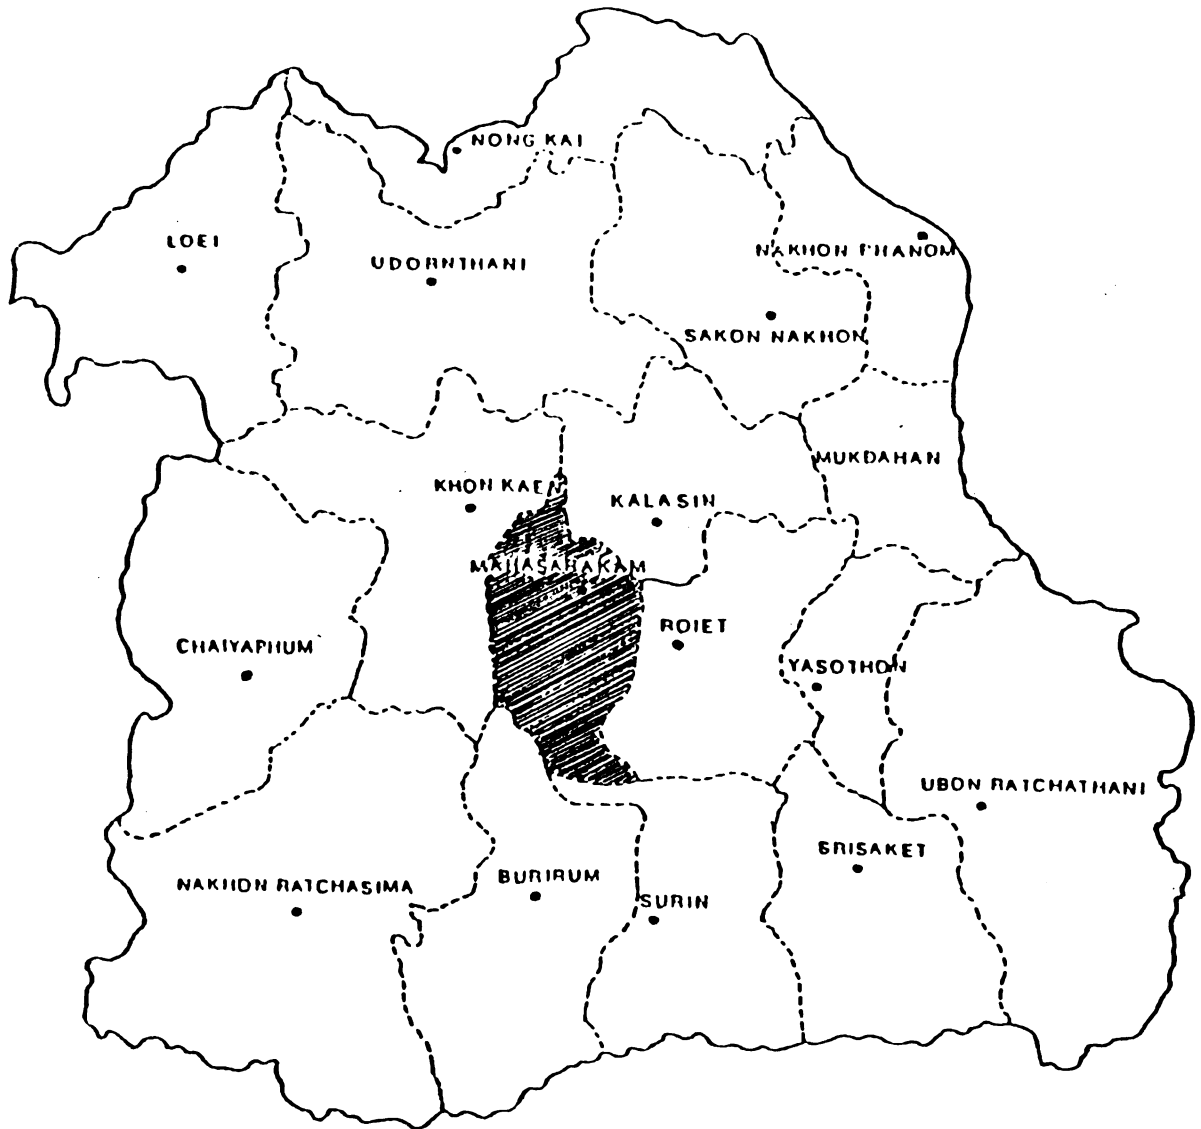 NONG KAI
LOEI
UDORNTHANI
NAKHON PHANOM
SAKON NAKHON
MUKDAHAN
KHON KAEN
KALASIN
MAHASARAKAM
ROIET
CHAIYAPHUM
YASOTHON
UBON RATCHATHANI
SRISAKET
NAKHON RATCHASIMA
BURIRUM
SURIN